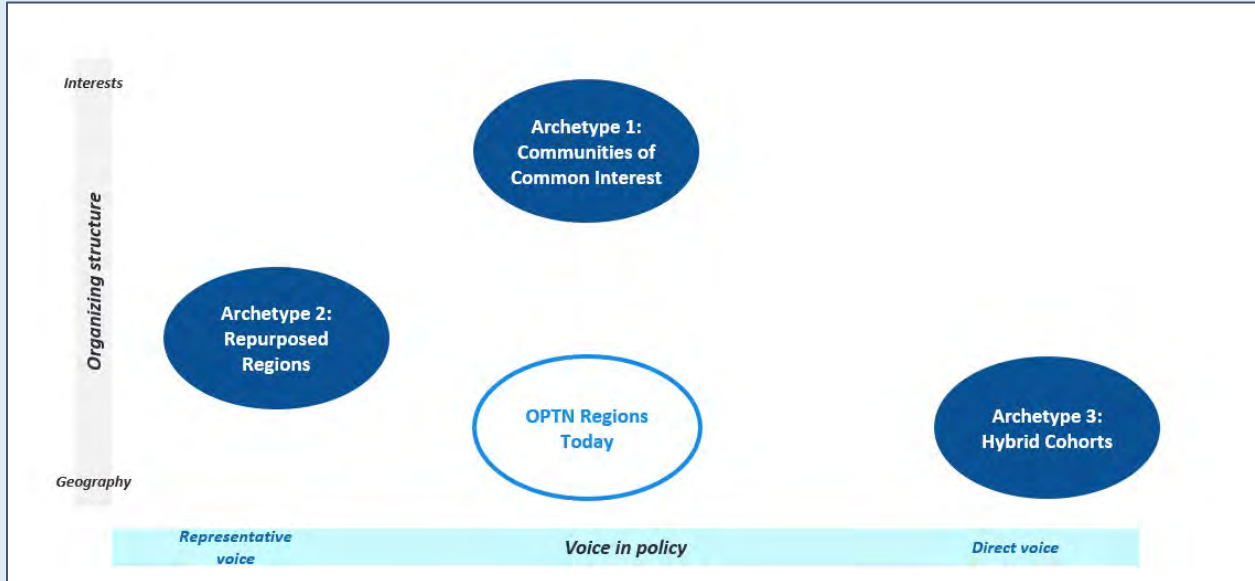 Interests
Archetype 1:
Communities of
Common Interest
Organizing structure
Archetype 2:
Repurposed
Regions
OPTN Regions
Today
Archetype 3:
Hybrid Cohorts
Geography
Representative
voice
Voice in policy
Direct voice